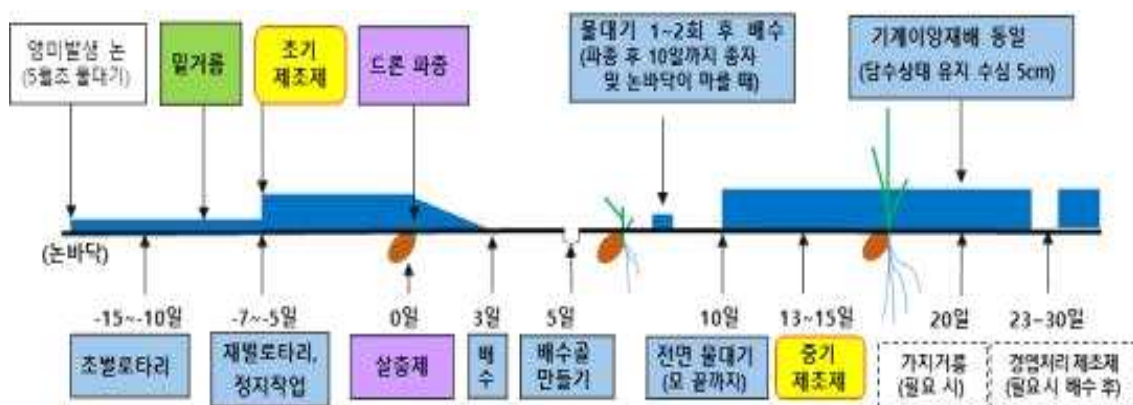 앵미발생 논
(5월초 물대기)
밑거름
초기
제초제
드론 파종
물대기 1~2회 후 배수
(파종 후 10일까지 종자
및 논바닥이 마를 때)
기계이앙재배 동일
(담수상태 유지 수심 5cm)
(논바닥)
-15~-10일
-7~-5일
0일
3일
5일
10일
13~15일
20일
23~30일
초벌로타리
재벌로타리,
정지작업
살충제
배
수
배수골
만들기
전면 물대기
(모 끝까지)
중기
제초제
가지거름
(필요 시)
경엽처리 제초제
(필요시 배수 후)